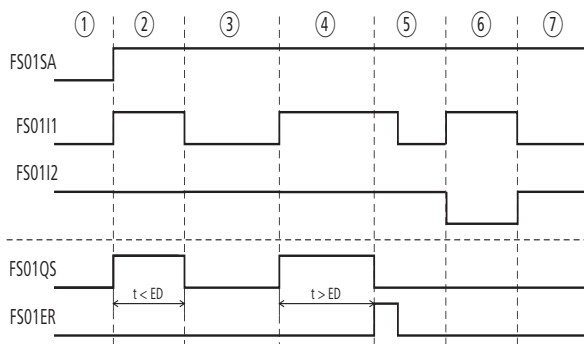 ① ② ③ ④ ⑤ ⑥ ⑦
FS01SA
FS01I1
FS01I2
FS01QS
t < ED t > ED
FS01ER